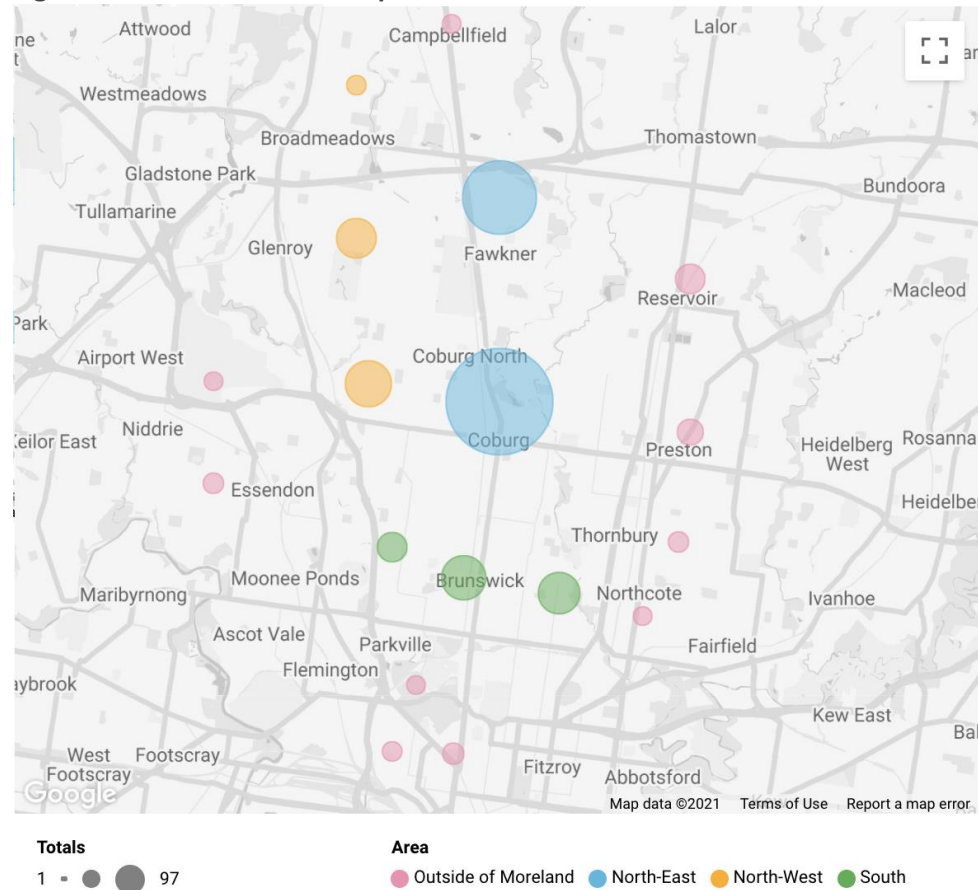 Attwood
Campbellfield
Lalor
Westmeadows
Broadmeadows
Thomastown
Gladstone Park
Bundoora
Tullamarine
Glenroy
Fawkner
Reservoir
Macleod
Park
Airport West
Coburg North
Keilor East
Niddrie
Coburg
Preston
Heidelberg
West
Rosanna
Essendon
Heidelbe
Thornbury
Moonee Ponds
Brunswick
Maribyrnong
Northcote
Ivanhoe
Ascot Vale
Parkville
Fairfield
Flemington
aybrook
Kew East
West
Footscray
Footscray
Fitzroy
Abbotsford
Google
Map data ©2021 Terms of Use Report a map error
Totals
1 97
Area
Outside of Moreland North-East North-West South